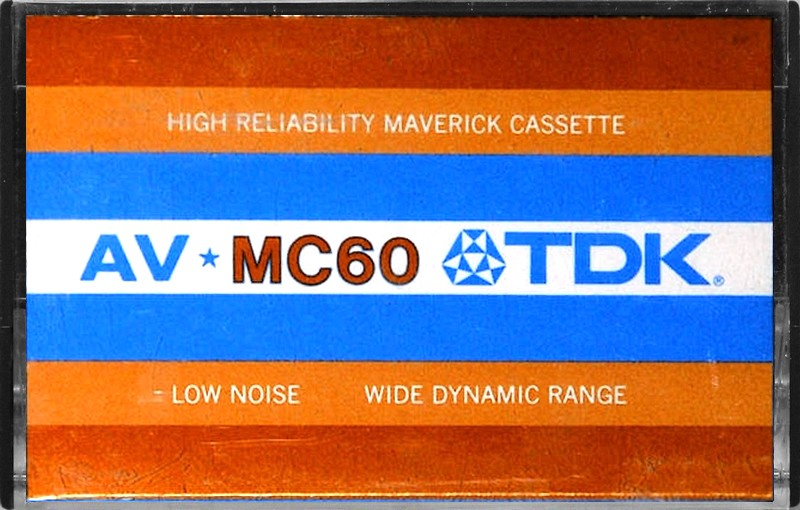 HIGH RELIABILITY MAVERICK CASSETTE
AV★MC60 TDK®
LOW NOISE WIDE DYNAMIC RANGE